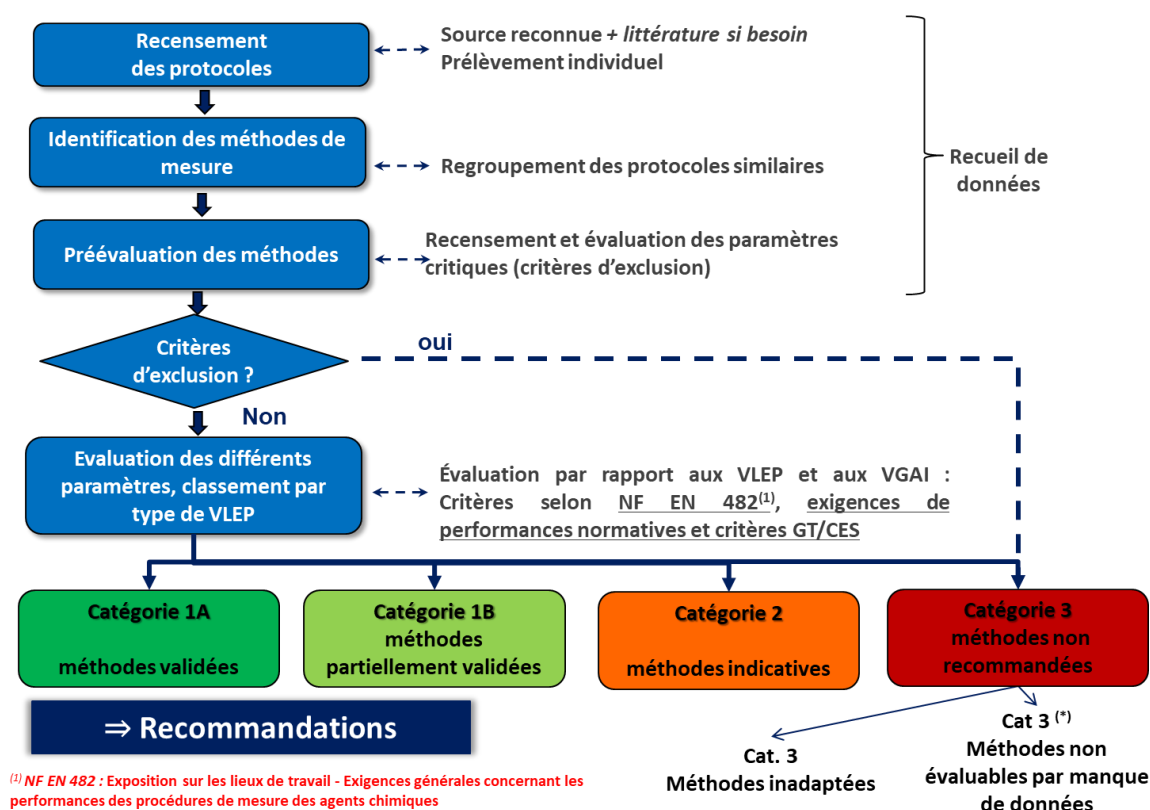 Recensement
des protocoles
Source reconnue + littérature si besoin
Prélèvement individuel
Identification des méthodes de
mesure
Regroupement des protocoles similaires
Recueil de
données
Préévaluation des méthodes
Recensement et évaluation des paramètres
critiques (critères d’exclusion)
Critères
d’exclusion ?
oui
Non
Evaluation des différents
paramètres, classement par
type de VLEP
Évaluation par rapport aux VLEP et aux VGAI :
Critères selon NF EN 482(1), exigences de
performances normatives et critères GT/CES
Catégorie 1A
méthodes validées
Catégorie 1B
méthodes
partiellement validées
Catégorie 2
méthodes indicatives
Catégorie 3
méthodes non
recommandées
⇒ Recommandations
Cat. 3
Méthodes inadaptées
Cat 3 (*)
Méthodes non
évaluables par manque
de données
(1) NF EN 482 : Exposition sur les lieux de travail - Exigences générales concernant les
performances des procédures de mesure des agents chimiques